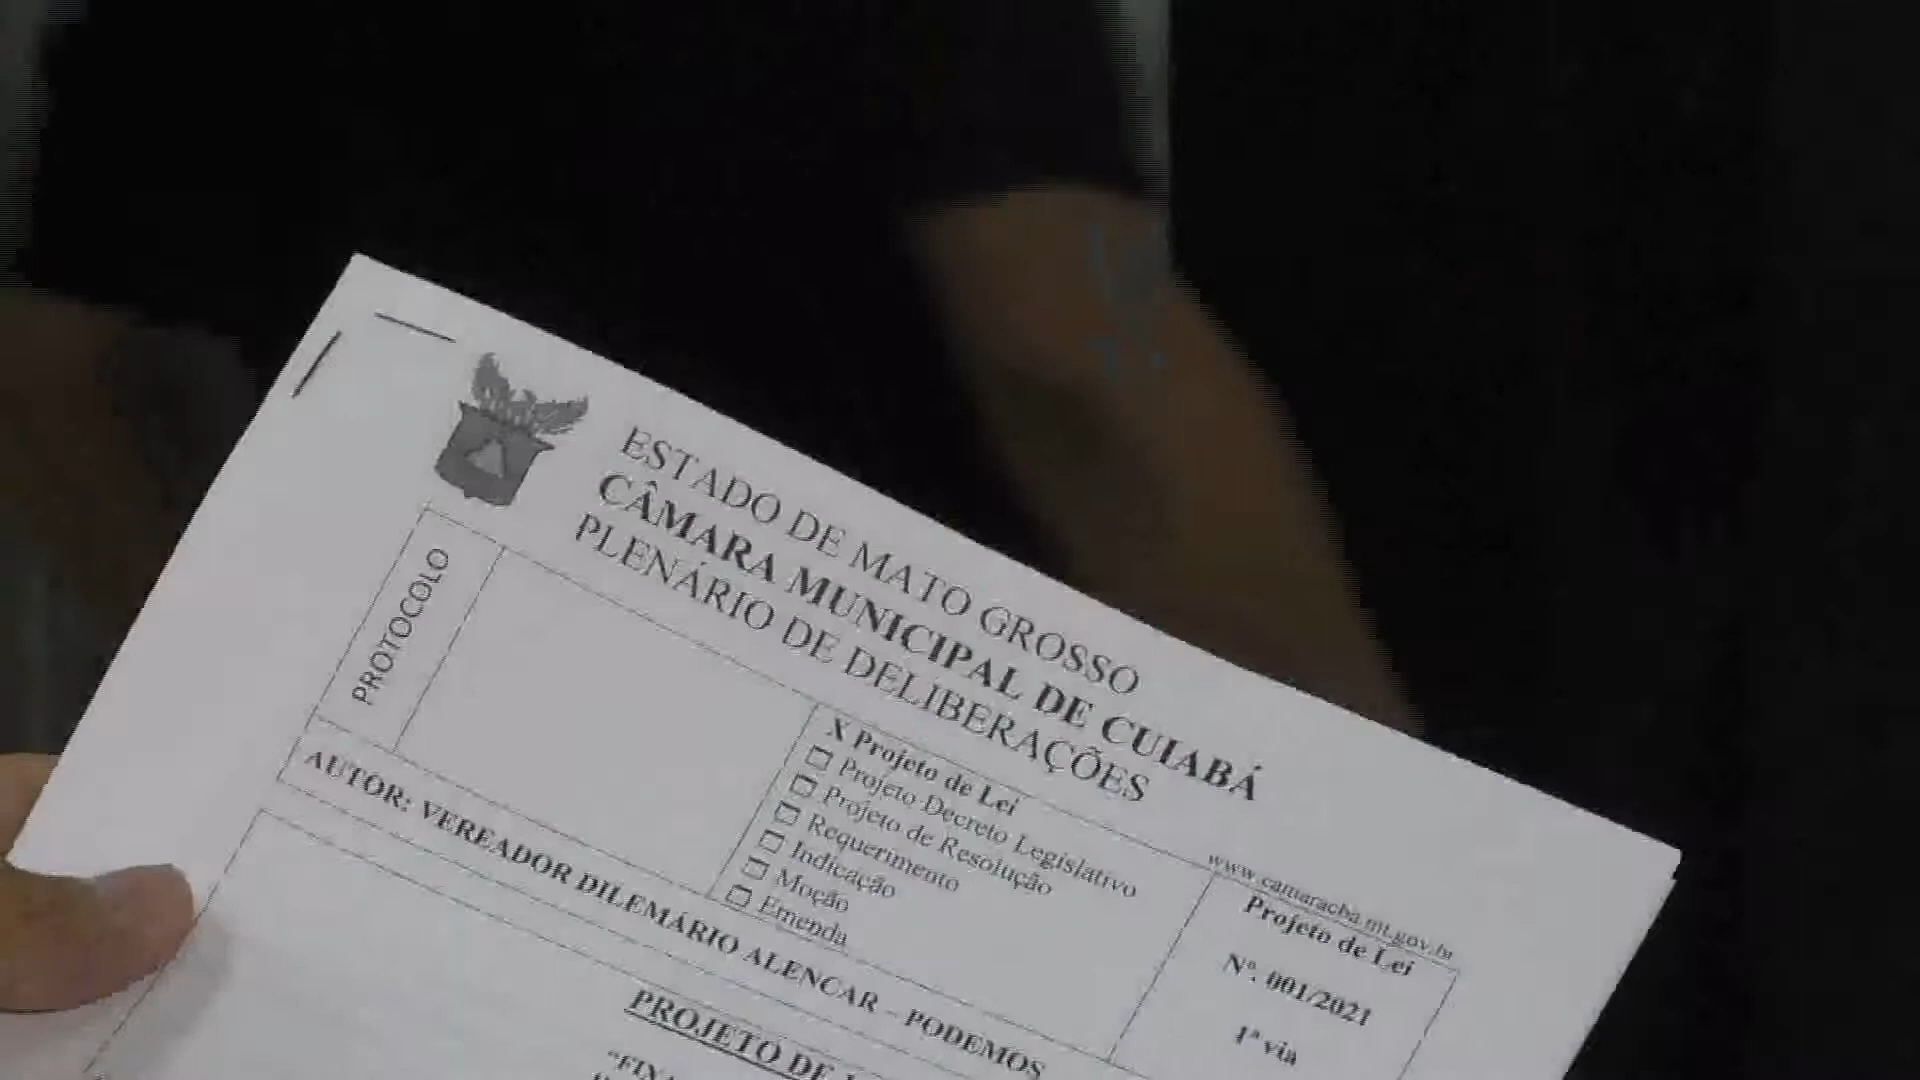 ESTADO DE MATO GROSSO
CÂMARA MUNICIPAL DE CUIABÁ
PLENÁRIO DE DELIBERAÇÕES
www.camaracba.mt.gov.br
PROTOCOLO
X Projeto de Lei
Projeto Decreto Legislativo
Projeto de Resolução
Requerimento
Indicação
Moção
Emenda
Projeto de Lei
Nº. 001/2021
1ª via
AUTOR: VEREADOR DILEMÁRIO ALENCAR - PODEMOS
PROJETO DE